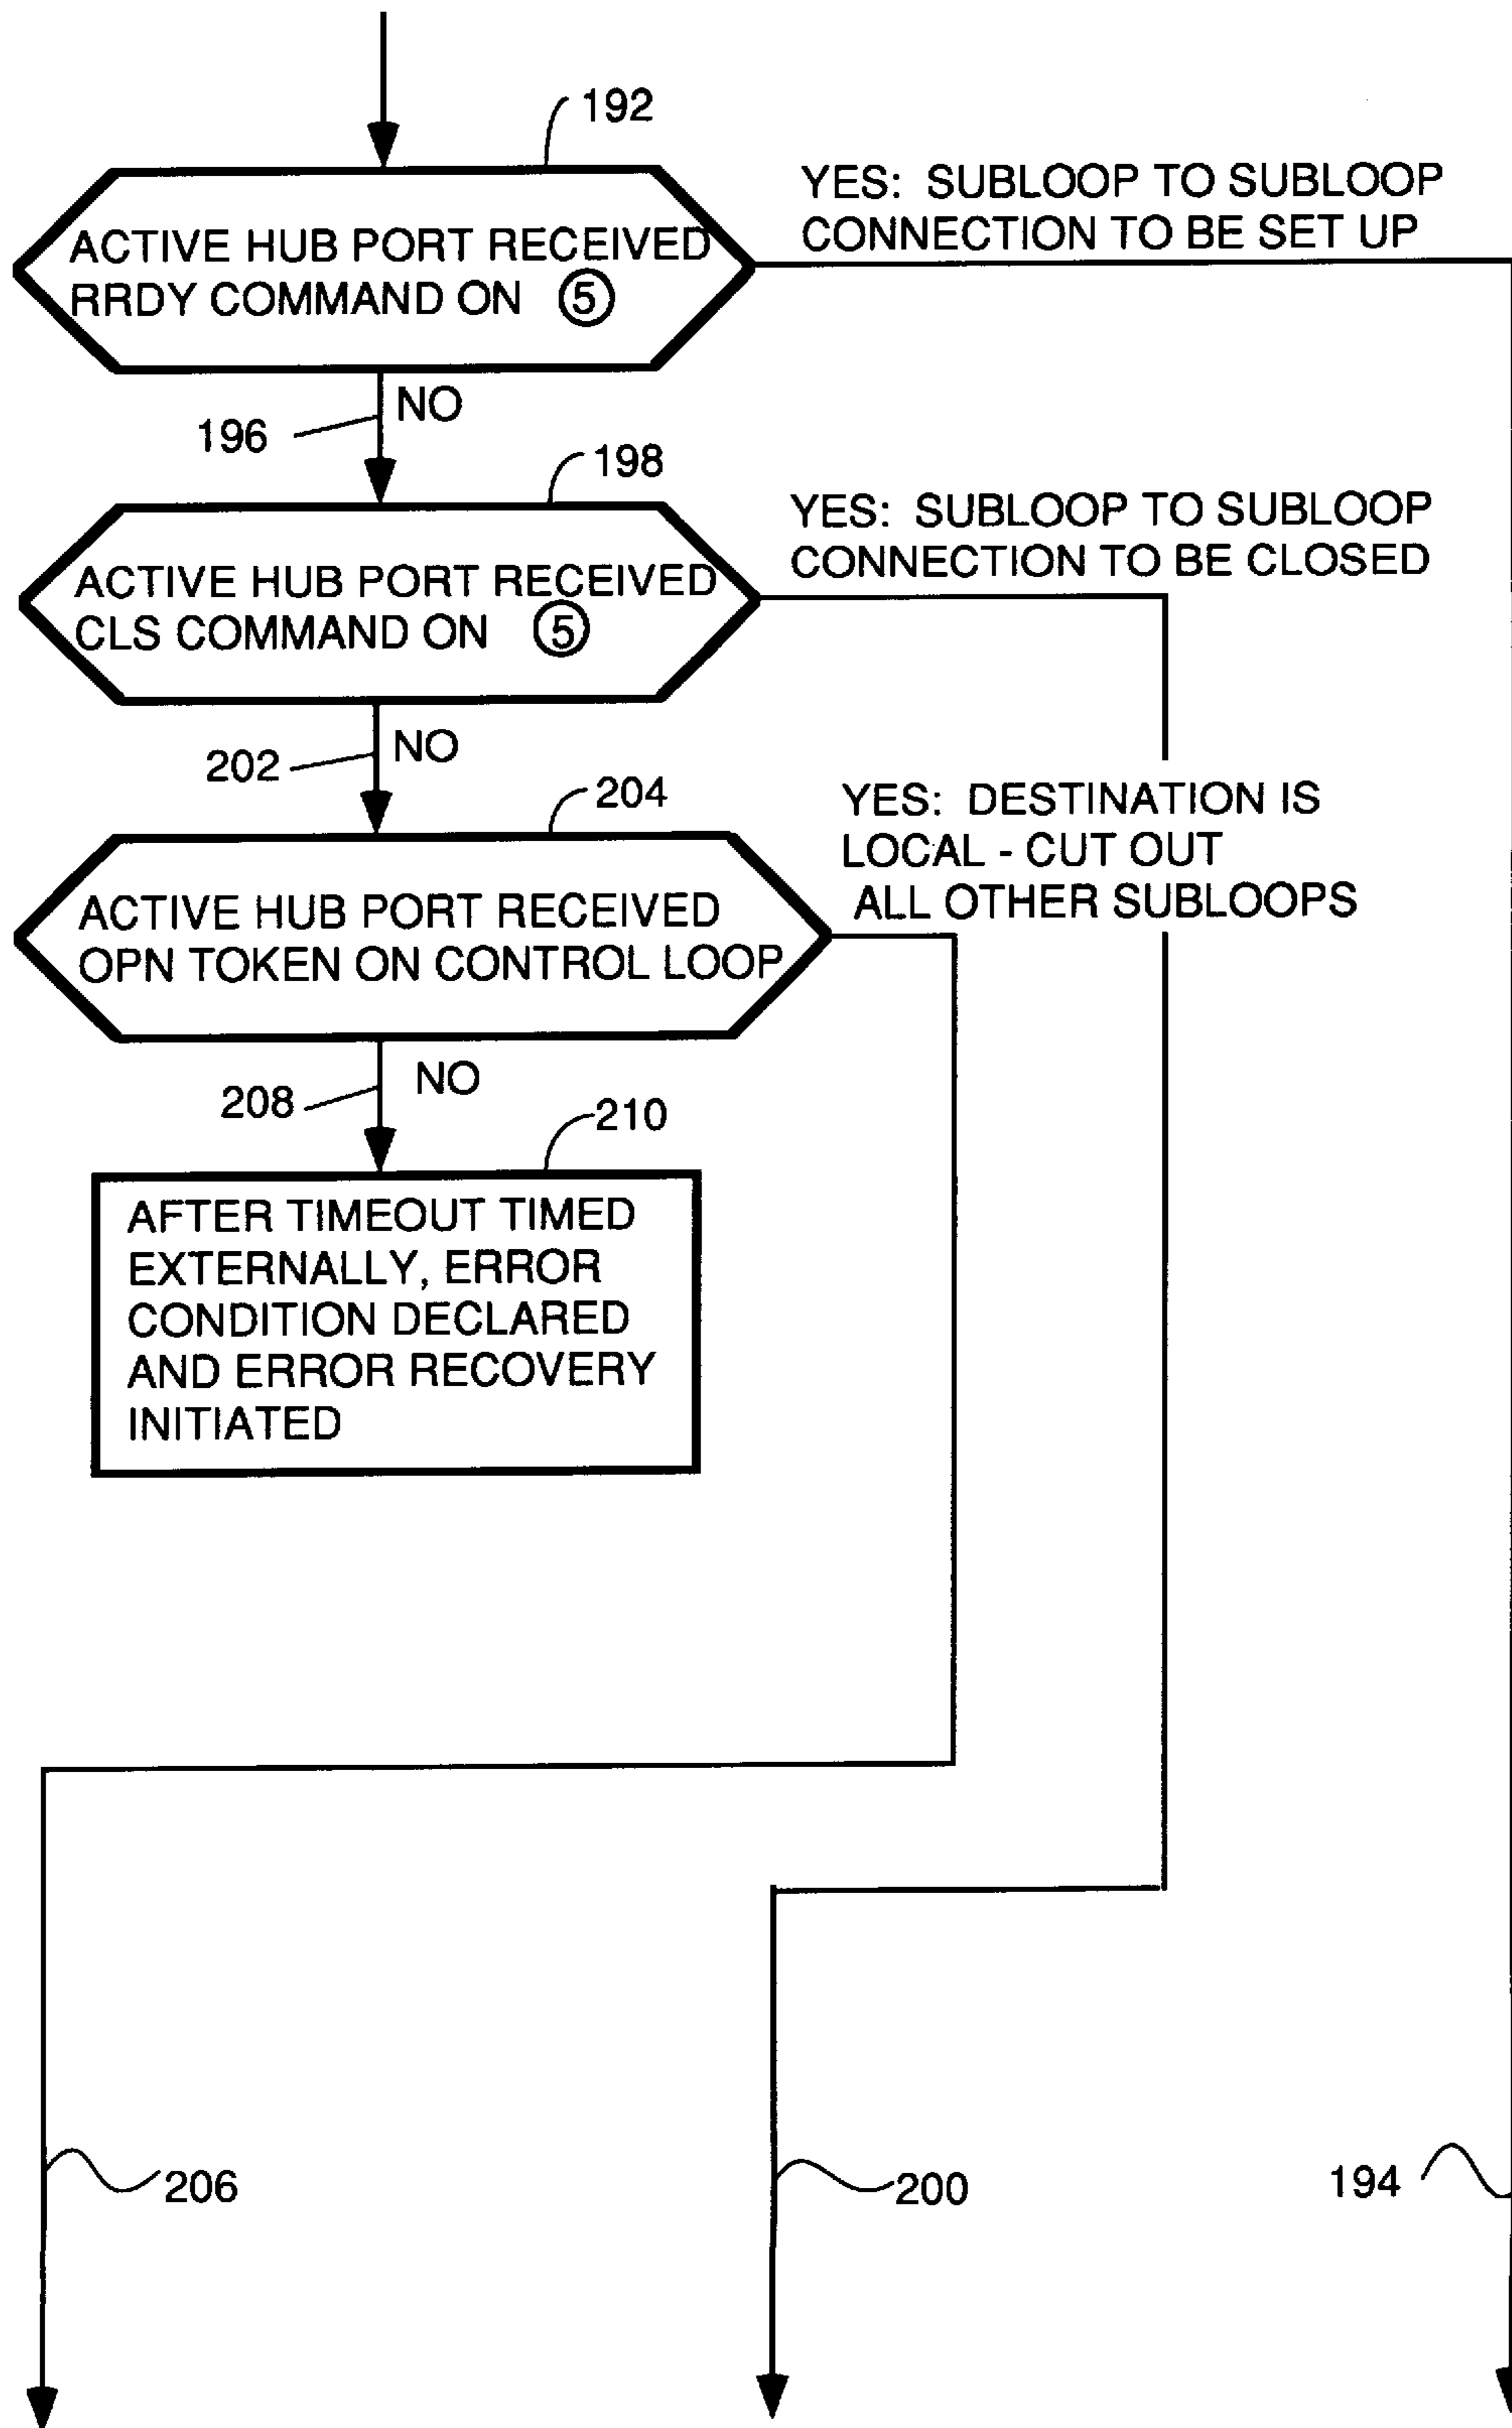 192
YES: SUBLOOP TO SUBLOOP
CONNECTION TO BE SET UP
ACTIVE HUB PORT RECEIVED
RRDY COMMAND ON ⑤
NO
196
198
YES: SUBLOOP TO SUBLOOP
CONNECTION TO BE CLOSED
ACTIVE HUB PORT RECEIVED
CLS COMMAND ON ⑤
NO
202
204
YES: DESTINATION IS
LOCAL - CUT OUT
ALL OTHER SUBLOOPS
ACTIVE HUB PORT RECEIVED
OPN TOKEN ON CONTROL LOOP
NO
208
210
AFTER TIMEOUT TIMED
EXTERNALLY, ERROR
CONDITION DECLARED
AND ERROR RECOVERY
INITIATED
206
200
194